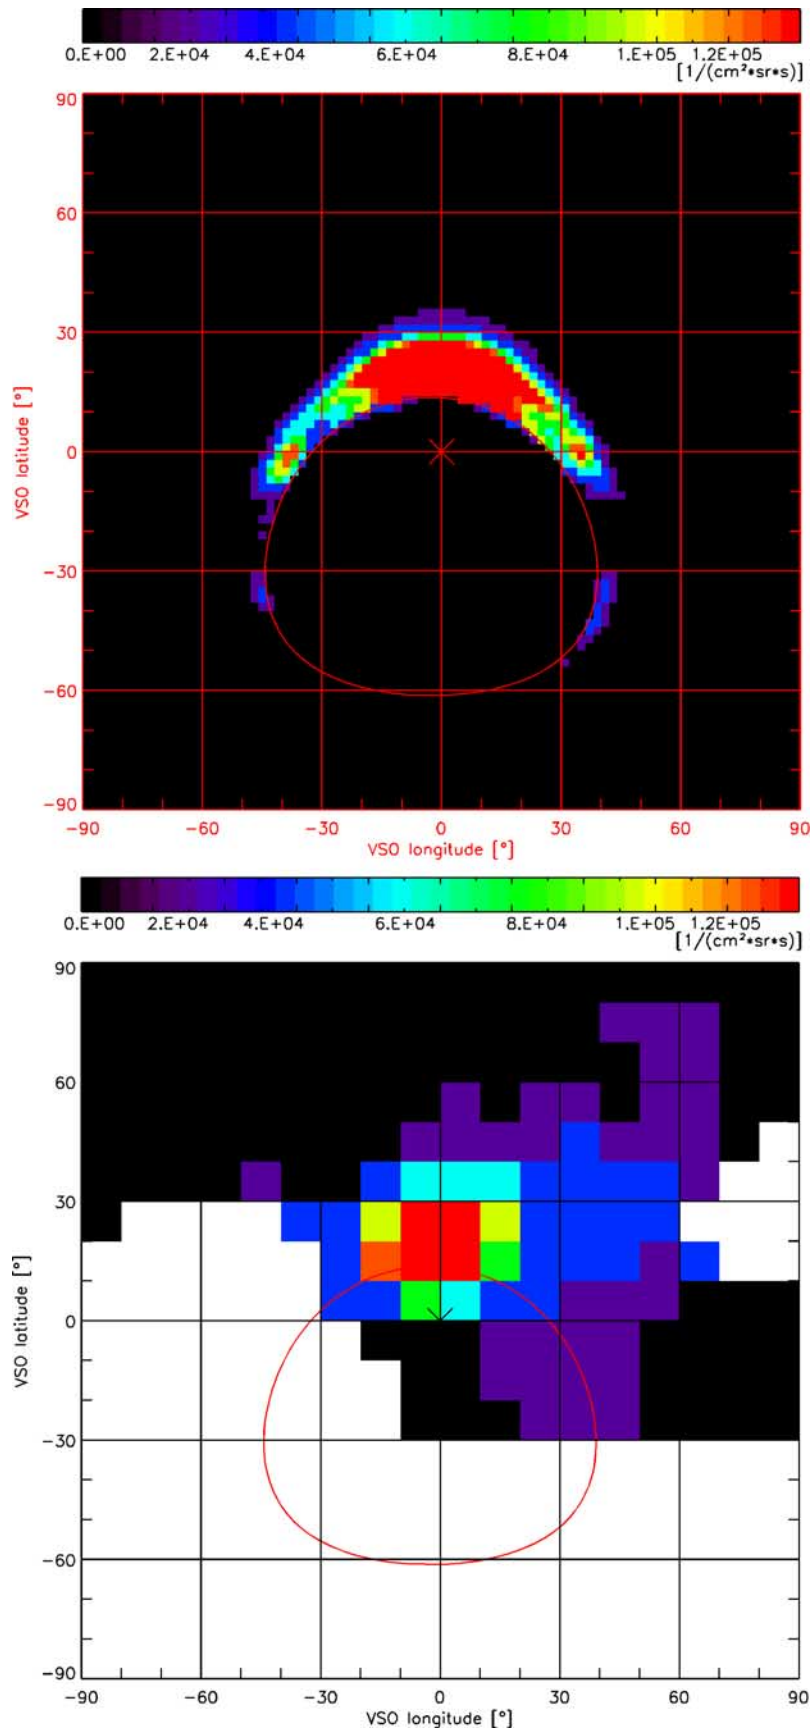 0.E+00 2.E+04 4.E+04 6.E+04 8.E+04 1.E+05 1.2E+05
[1/(cm²*sr*s)]
90
60
30
0
-30
-60
-90
VSO latitude [°]
-90 -60 -30 0 30 60 90
VSO longitude [°]
0.E+00 2.E+04 4.E+04 6.E+04 8.E+04 1.E+05 1.2E+05
[1/(cm²*sr*s)]
90
60
30
0
-30
-60
-90
VSO latitude [°]
-90 -60 -30 0 30 60 90
VSO longitude [°]